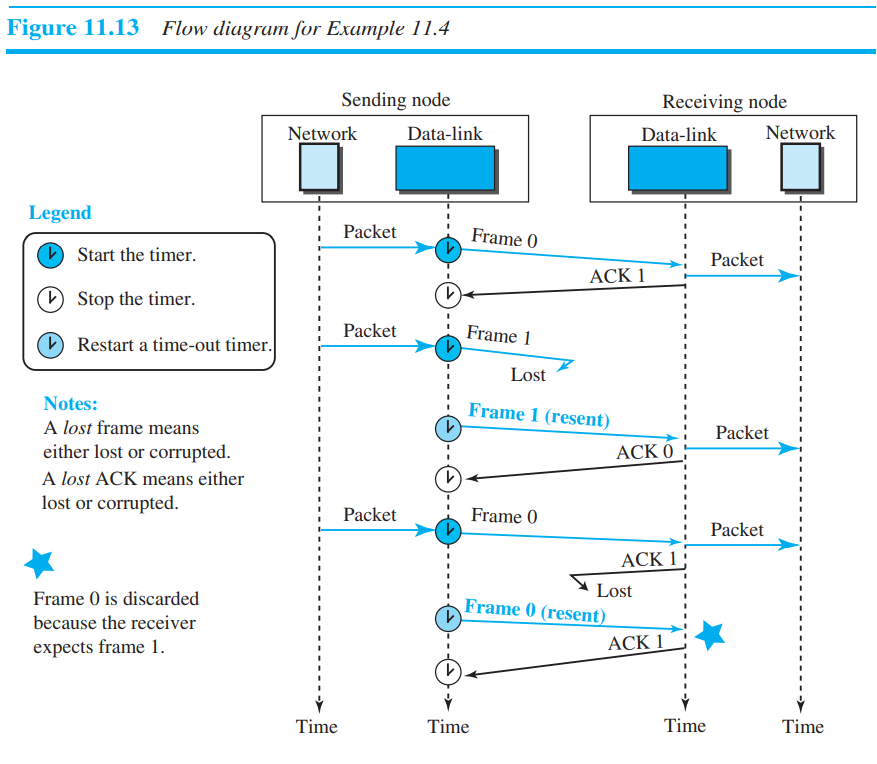 Figure 11.13 Flow diagram for Example 11.4
Sending node
Receiving node
Network
Data-link
Data-link
Network
Legend
Start the timer.
Stop the timer.
Restart a time-out timer.
Notes:
A lost frame means
either lost or corrupted.
A lost ACK means either
lost or corrupted.
Frame 0 is discarded
because the receiver
expects frame 1.
Packet
Frame 0
Packet
ACK 1
Packet
Frame 1
Lost
Frame 1 (resent)
Packet
ACK 0
Packet
Frame 0
Packet
ACK 1
Lost
Frame 0 (resent)
ACK 1
Time
Time
Time
Time